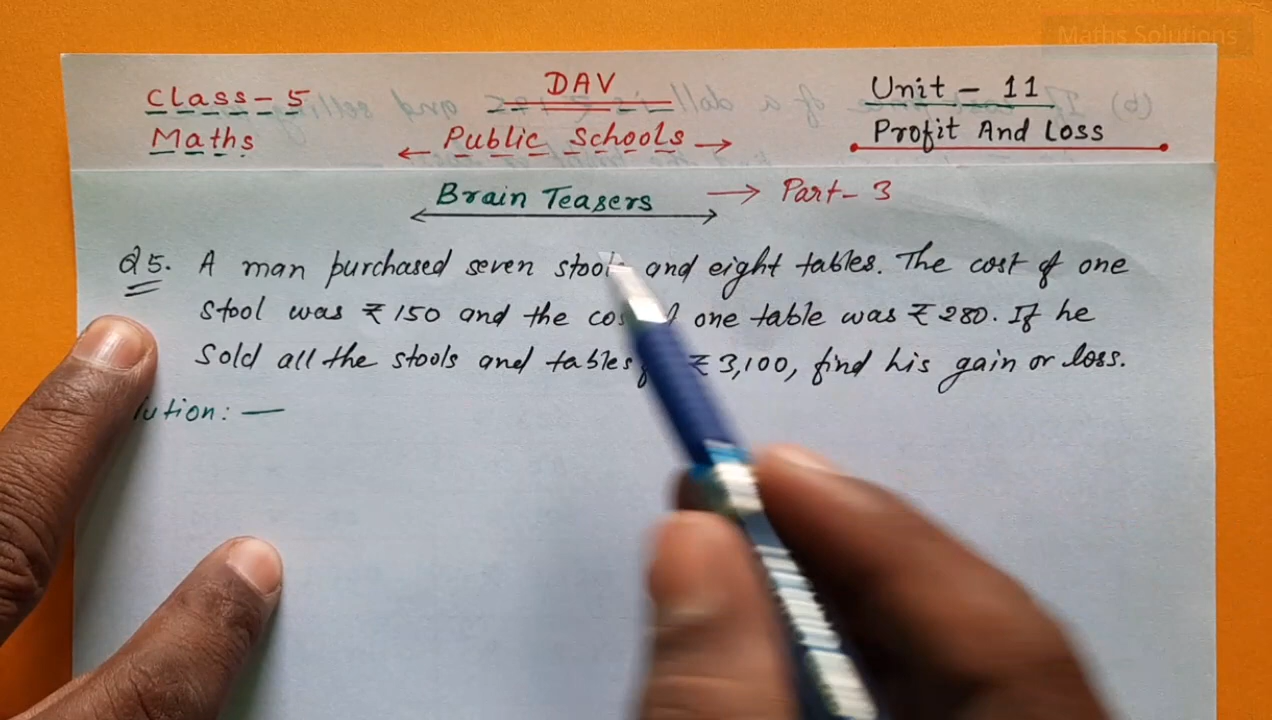 Maths Solutions
Class - 5 DAV Unit - 11
Maths Public Schools Profit And Loss
Brain Teasers → Part - 3
Q5. A man purchased seven and eight tables. The cost of one
Stool was ₹ 150 and the one table was ₹ 280. If he
Sold all the stools and tables ₹ 3,100, find his gain or loss.